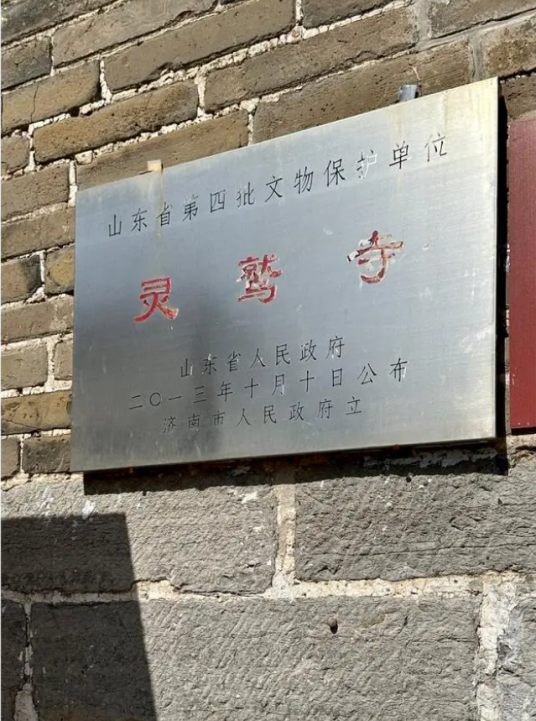 山东省第四批文物保护单位
灵鹫寺
山东省人民政府
二〇一三年十月十日公布
济南市人民政府立